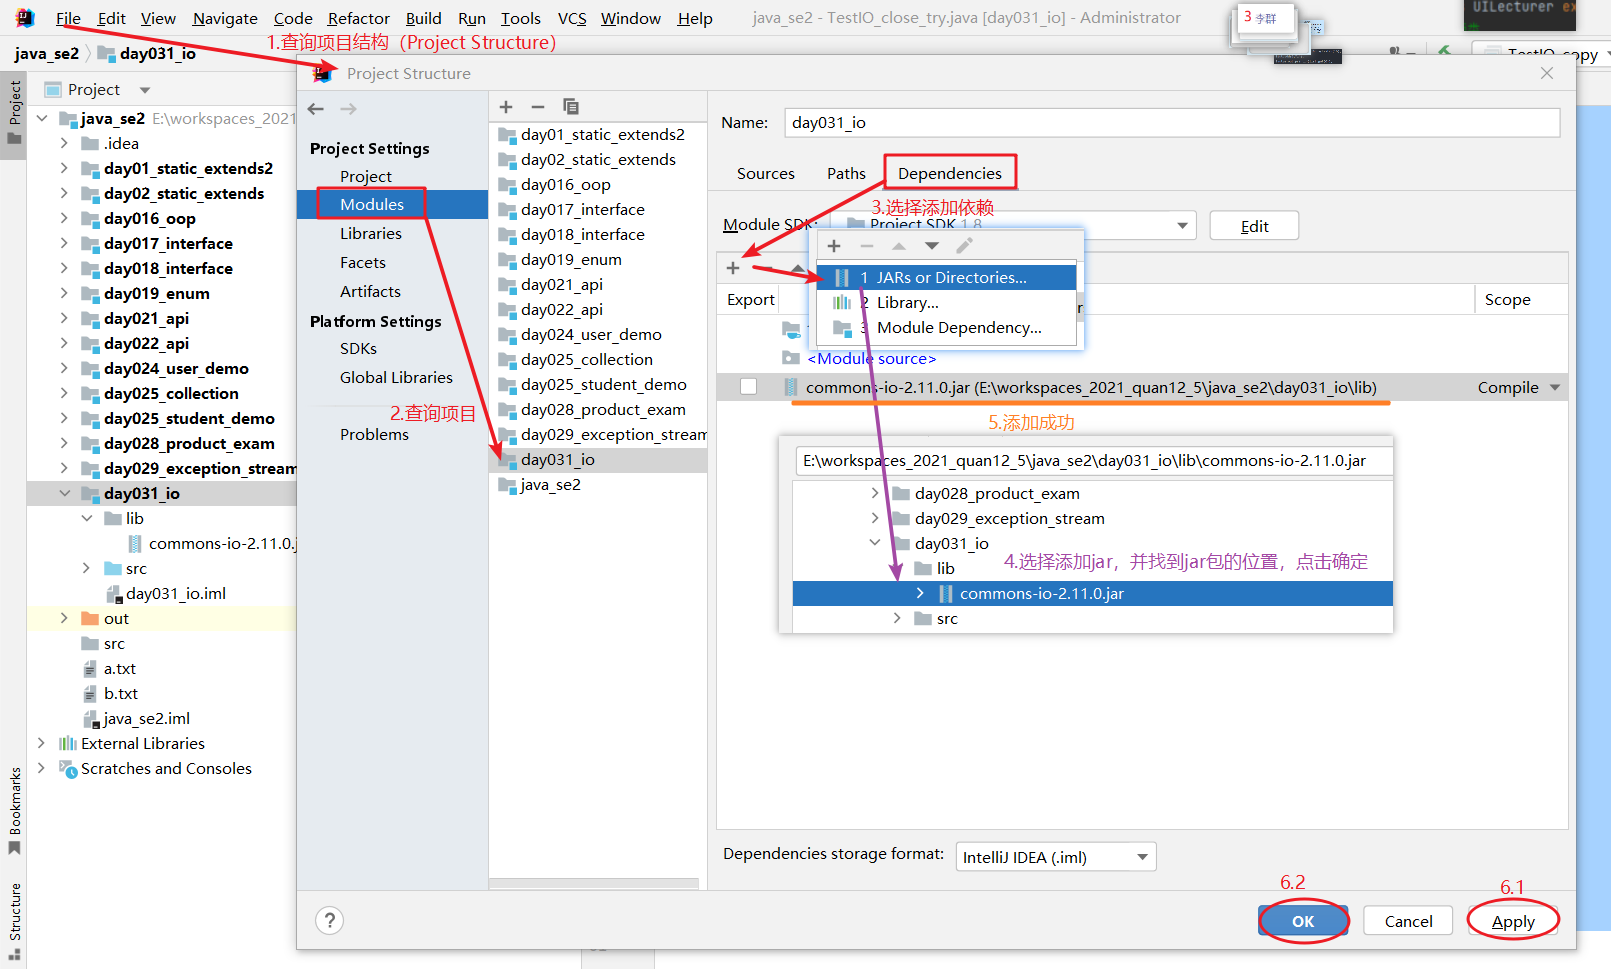 File Edit View Navigate Code Refactor Build Run Tools VCS Window Help
java_se2 - TestIO_close_try.java [day031_io] - Administrator
3 李群
UILecturer ex
java_se2 day031_io
1.查询项目结构（Project Structure）
Project Structure
Project
Project
java_se2 E:\workspaces_2021
.idea
day01_static_extends2
day02_static_extends
day016_oop
day017_interface
day018_interface
day019_enum
day021_api
day022_api
day024_user_demo
day025_collection
day025_student_demo
day028_product_exam
day029_exception_stream
day031_io
lib
commons-io-2.11.0.j
src
day031_io.iml
out
src
a.txt
b.txt
java_se2.iml
External Libraries
Scratches and Consoles
Bookmarks
Structure
Project Settings
Project
Modules
Libraries
Facets
Artifacts
Platform Settings
SDKs
Global Libraries
2.查询项目
Problems
day01_static_extends2
day02_static_extends
day016_oop
day017_interface
day018_interface
day019_enum
day021_api
day022_api
day024_user_demo
day025_collection
day025_student_demo
day028_product_exam
day029_exception_stream
day031_io
java_se2
Name: day031_io
Sources Paths Dependencies
3.选择添加依赖
Module SDK: Project SDK 1.8 Edit
1 JARs or Directories...
2 Library...
3 Module Dependency...
Export Scope
<Module source>
commons-io-2.11.0.jar (E:\workspaces_2021_quan12_5\java_se2\day031_io\lib) Compile
5.添加成功
E:\workspaces_2021_quan12_5\java_se2\day031_io\lib\commons-io-2.11.0.jar
day028_product_exam
day029_exception_stream
day031_io
lib
4.选择添加jar，并找到jar包的位置，点击确定
commons-io-2.11.0.jar
src
Dependencies storage format: IntelliJ IDEA (.iml)
6.2 6.1
? OK Cancel Apply